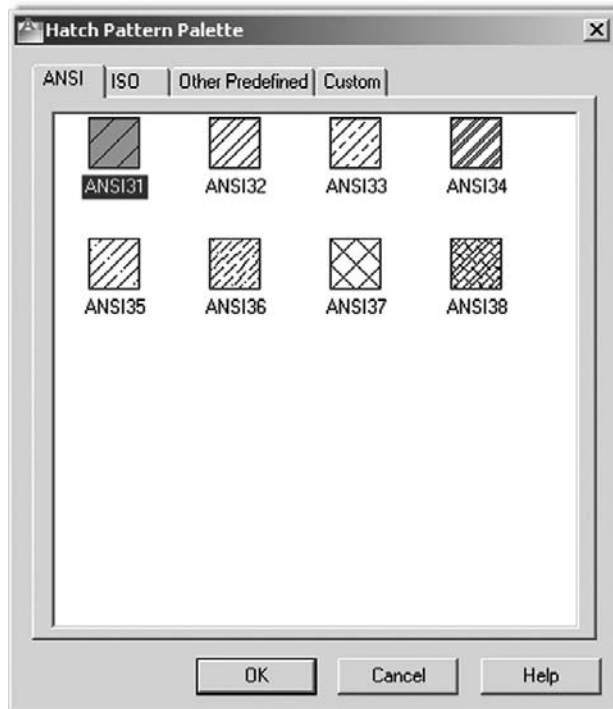 Hatch Pattern Palette
ANSI ISO Other Predefined Custom
ANSI31 ANSI32 ANSI33 ANSI34
ANSI35 ANSI36 ANSI37 ANSI38
OK Cancel Help